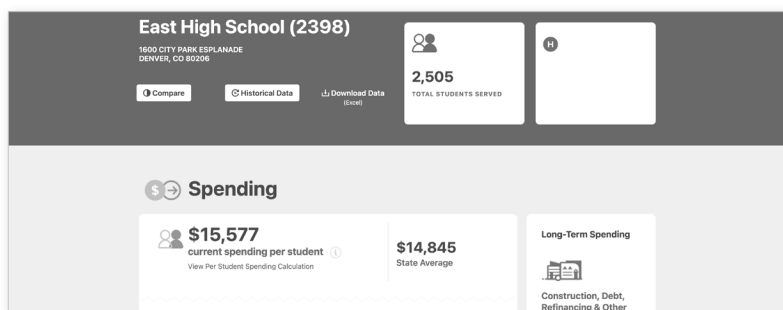 East High School (2398)
1600 CITY PARK ESPLANADE
DENVER, CO 80206
Compare
Historical Data
Download Data
(Excel)
2,505
TOTAL STUDENTS SERVED
H
$ Spending
$15,577
current spending per student i
View Per Student Spending Calculation
$14,845
State Average
Long-Term Spending
Construction, Debt,
Refinancing & Other